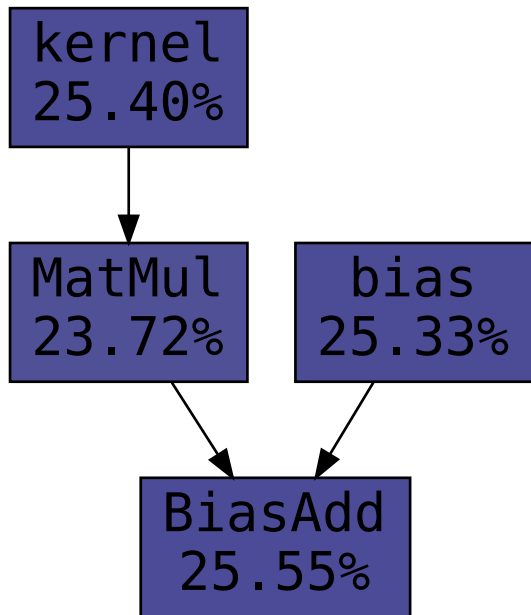 kernel
25.40%
MatMul
23.72%
bias
25.33%
BiasAdd
25.55%